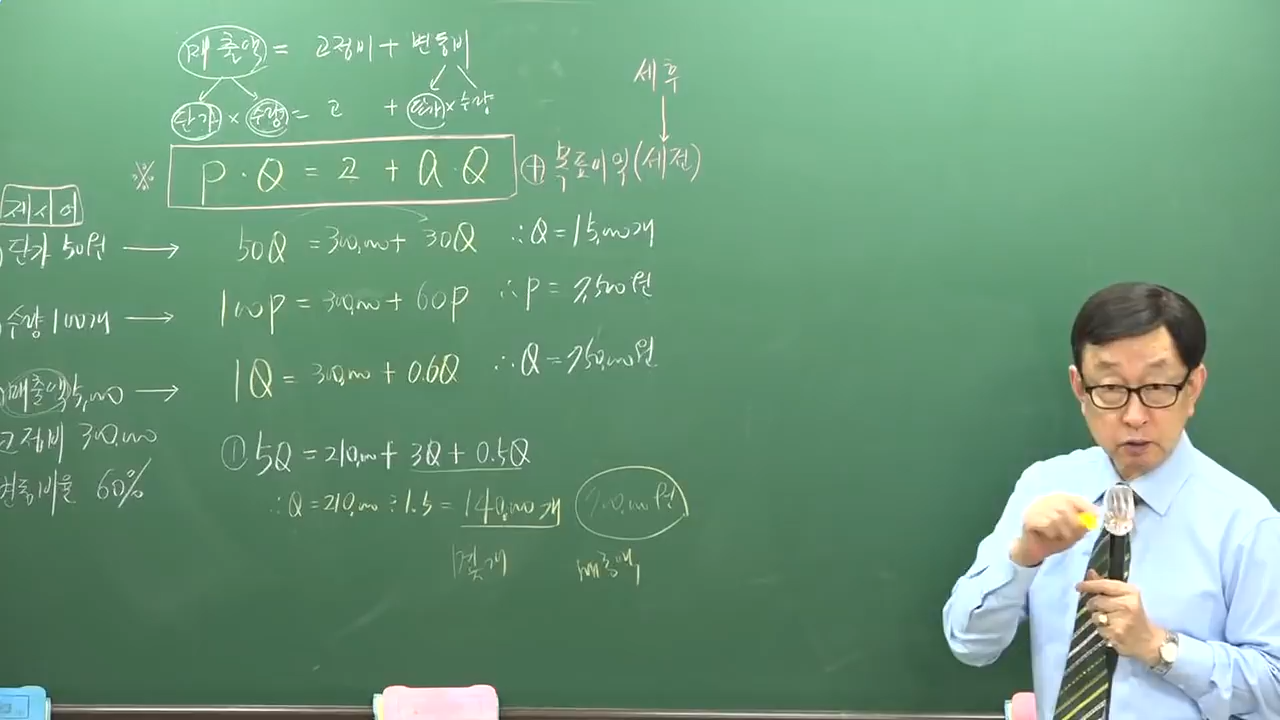 매출액 = 고정비 + 변동비
단가 × 수량 = 고 + 단가 × 수량
세후
※ P · Q = 고 + a · Q ⊕ 목표이익(세전)
제시어
단가 50원 → 50Q = 300,000 + 30Q ∴ Q = 15,000개
수량 100개 → 100P = 300,000 + 60P ∴ P = 7,500원
매출액 5,000 → 1Q = 300,000 + 0.6Q ∴ Q = 750,000원
고정비 300,000
변동비율 60%
① 5Q = 210,000 + 3Q + 0.5Q
∴ Q = 210,000 ÷ 1.5 = 140,000개 700,000원
매출액